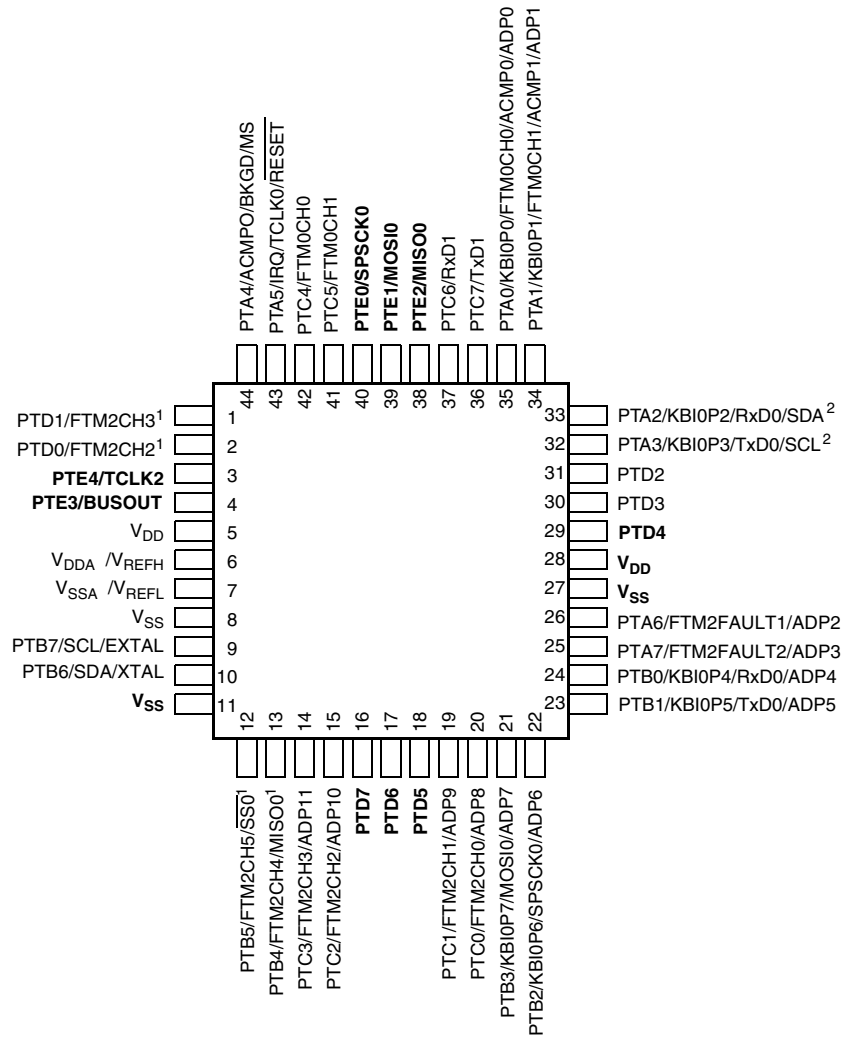 PTA4/ACMPO/BKGD/MS
PTA5/IRQ/TCLK0/RESET
PTC4/FTM0CH0
PTC5/FTM0CH1
PTE0/SPSCK0
PTE1/MOSI0
PTE2/MISO0
PTC6/RxD1
PTC7/TxD1
PTA0/KBI0P0/FTM0CH0/ACMP0/ADP0
PTA1/KBI0P1/FTM0CH1/ACMP1/ADP1
44
43
42
41
40
39
38
37
36
35
34
PTD1/FTM2CH3¹ 1
PTD0/FTM2CH2¹ 2
PTE4/TCLK2 3
PTE3/BUSOUT 4
VDD 5
VDDA /VREFH 6
VSSA /VREFL 7
VSS 8
PTB7/SCL/EXTAL 9
PTB6/SDA/XTAL 10
VSS 11
33 PTA2/KBI0P2/RxD0/SDA²
32 PTA3/KBI0P3/TxD0/SCL²
31 PTD2
30 PTD3
29 PTD4
28 VDD
27 VSS
26 PTA6/FTM2FAULT1/ADP2
25 PTA7/FTM2FAULT2/ADP3
24 PTB0/KBI0P4/RxD0/ADP4
23 PTB1/KBI0P5/TxD0/ADP5
12
13
14
15
16
17
18
19
20
21
22
PTB5/FTM2CH5/SS0¹
PTB4/FTM2CH4/MISO0¹
PTC3/FTM2CH3/ADP11
PTC2/FTM2CH2/ADP10
PTD7
PTD6
PTD5
PTC1/FTM2CH1/ADP9
PTC0/FTM2CH0/ADP8
PTB3/KBI0P7/MOSI0/ADP7
PTB2/KBI0P6/SPSCK0/ADP6